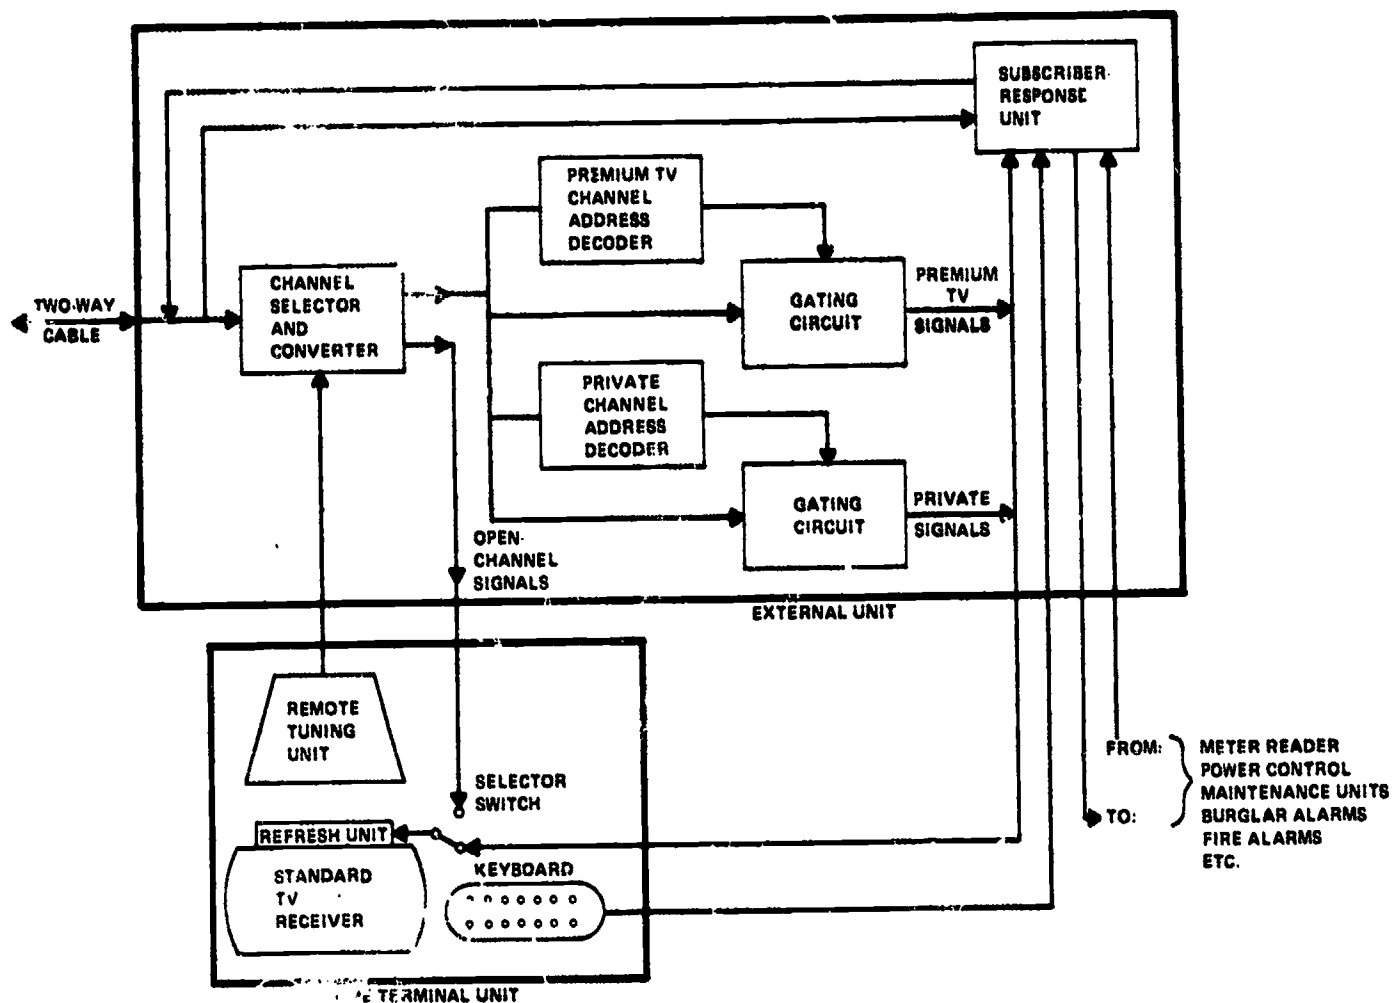 SUBSCRIBER-
RESPONSE
UNIT
PREMIUM TV
CHANNEL
ADDRESS
DECODER
CHANNEL
SELECTOR
AND
CONVERTER
GATING
CIRCUIT
PREMIUM
TV
SIGNALS
TWO-WAY
CABLE
PRIVATE
CHANNEL
ADDRESS
DECODER
GATING
CIRCUIT
PRIVATE
SIGNALS
OPEN-
CHANNEL
SIGNALS
EXTERNAL UNIT
REMOTE
TUNING
UNIT
SELECTOR
SWITCH
REFRESH UNIT
STANDARD
TV
RECEIVER
KEYBOARD
TERMINAL UNIT
FROM:
TO:
METER READER
POWER CONTROL
MAINTENANCE UNITS
BURGLAR ALARMS
FIRE ALARMS
ETC.